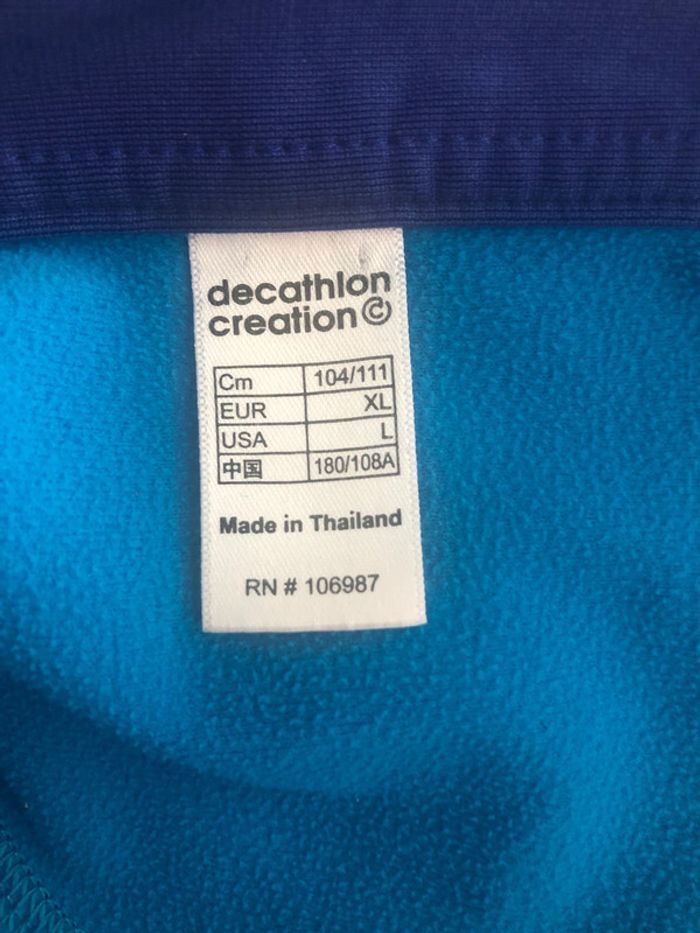 decathlon
creation ©
Cm 104/111
EUR XL
USA L
中国 180/108A
Made in Thailand
RN # 106987